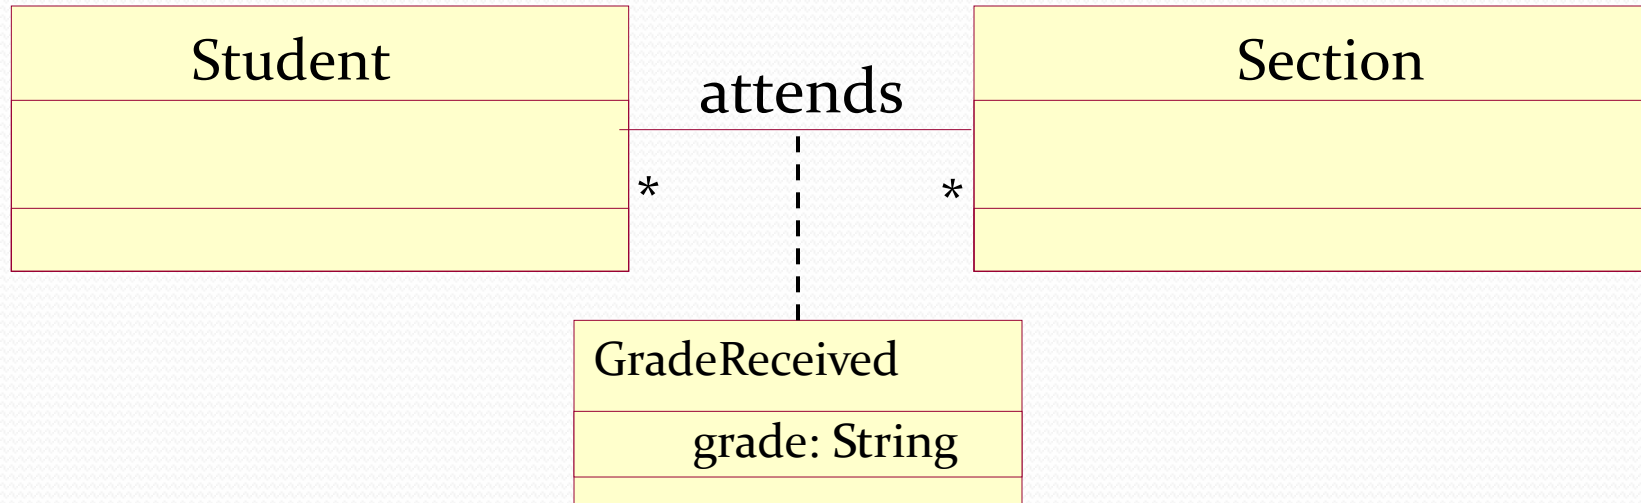 Student
attends
Section
*
*
GradeReceived
grade: String